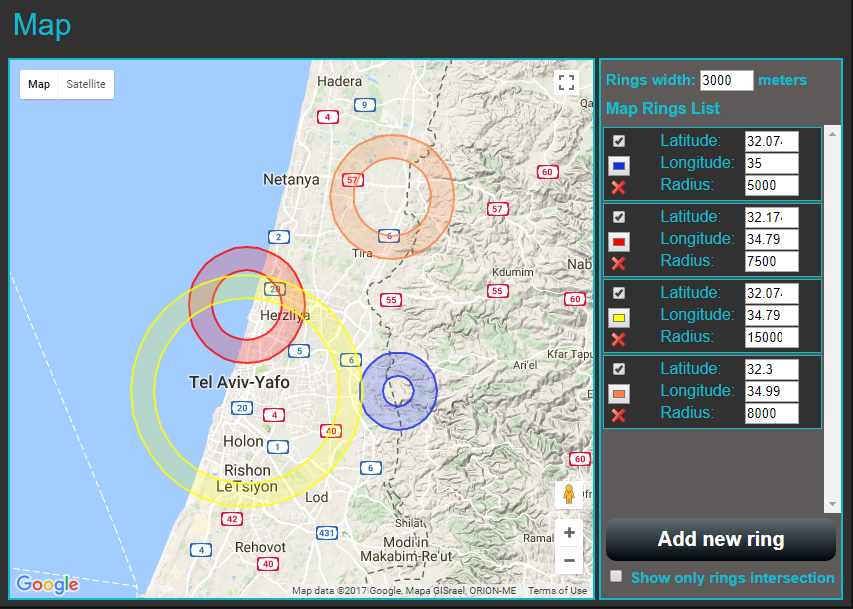 Map
Map Satellite
Hadera
9
4
Netanya
57
60
57
2
6
Tira
Kdumim
20
55
55
60
Herzliya
5
6
Kfar Tapu
Ari'el
Tel Aviv-Yafo
20
4
40
Holon
1
60
Rishon
LeTsiyon
6
Lod
42
Shilat
431
4
Rehovot
Modi'in
Makabim-Re'ut
Ramal
40
Google
Map data ©2017 Google, Mapa GISrael, ORION-ME Terms of Use
Rings width: 3000 meters
Map Rings List
Latitude: 32.07
Longitude: 35
Radius: 5000
Latitude: 32.17
Longitude: 34.79
Radius: 7500
Latitude: 32.07
Longitude: 34.79
Radius: 15000
Latitude: 32.3
Longitude: 34.99
Radius: 8000
Add new ring
Show only rings intersection